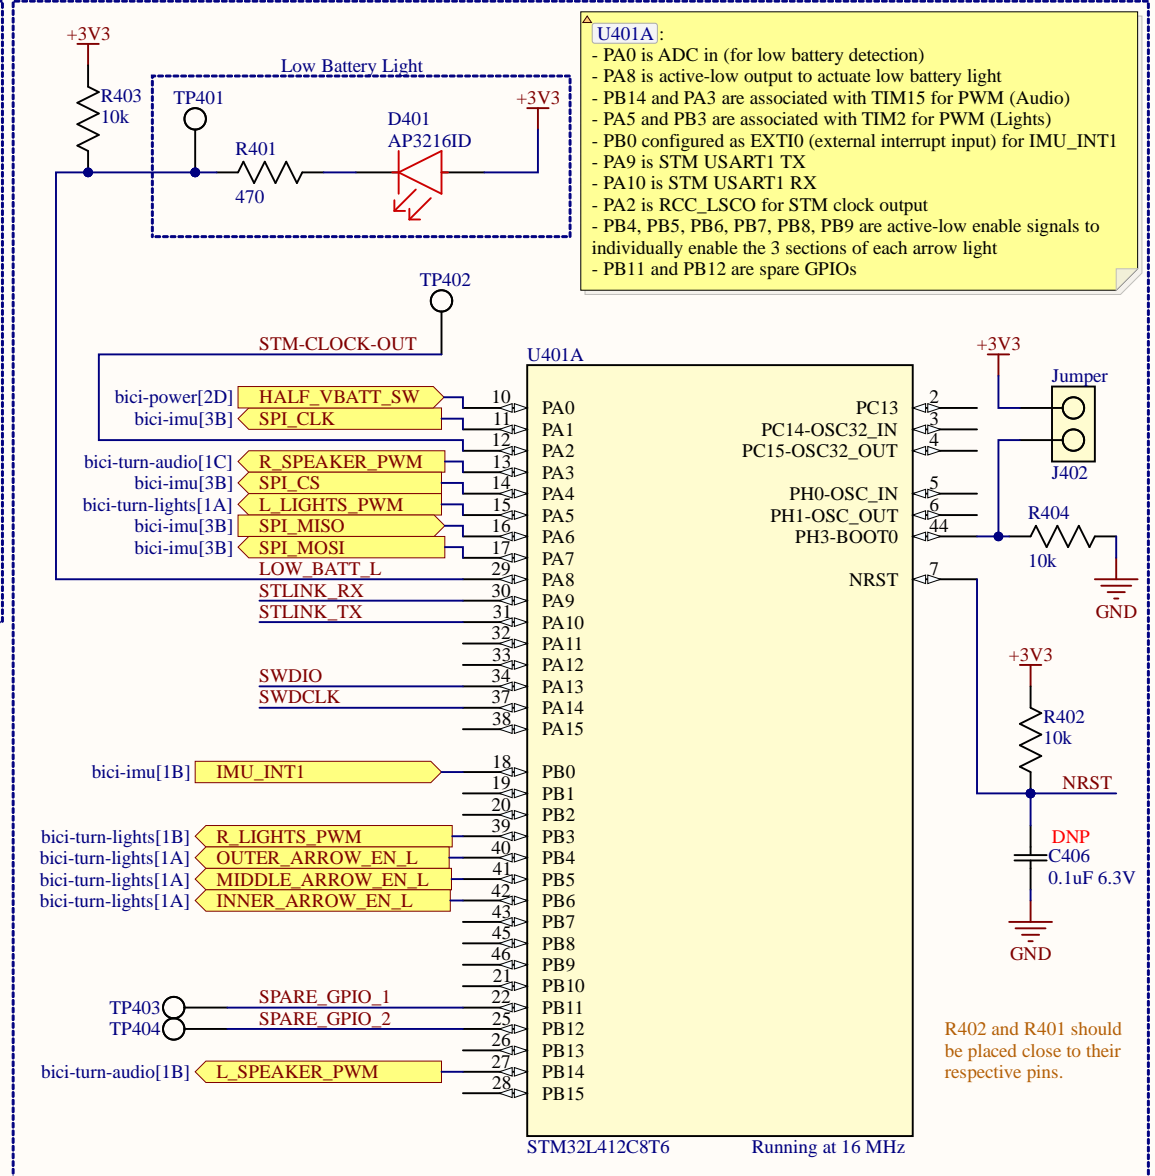 +3V3
R403
10k
Low Battery Light
TP401
R401
470
D401
AP3216ID
+3V3
U401A :
- PA0 is ADC in (for low battery detection)
- PA8 is active-low output to actuate low battery light
- PB14 and PA3 are associated with TIM15 for PWM (Audio)
- PA5 and PB3 are associated with TIM2 for PWM (Lights)
- PB0 configured as EXTI0 (external interrupt input) for IMU_INT1
- PA9 is STM USART1 TX
- PA10 is STM USART1 RX
- PA2 is RCC_LSCO for STM clock output
- PB4, PB5, PB6, PB7, PB8, PB9 are active-low enable signals to
individually enable the 3 sections of each arrow light
- PB11 and PB12 are spare GPIOs
TP402
STM-CLOCK-OUT
U401A
bici-power[2D] HALF_VBATT_SW 10 PA0
bici-imu[3B] SPI_CLK 11 PA1
12 PA2
bici-turn-audio[1C] R_SPEAKER_PWM 13 PA3
bici-imu[3B] SPI_CS 14 PA4
bici-turn-lights[1A] L_LIGHTS_PWM 15 PA5
bici-imu[3B] SPI_MISO 16 PA6
bici-imu[3B] SPI_MOSI 17 PA7
LOW_BATT_L 29 PA8
STLINK_RX 30 PA9
STLINK_TX 31 PA10
32 PA11
33 PA12
SWDIO 34 PA13
SWDCLK 37 PA14
38 PA15
bici-imu[1B] IMU_INT1 18 PB0
19 PB1
20 PB2
bici-turn-lights[1B] R_LIGHTS_PWM 39 PB3
bici-turn-lights[1A] OUTER_ARROW_EN_L 40 PB4
bici-turn-lights[1A] MIDDLE_ARROW_EN_L 41 PB5
bici-turn-lights[1A] INNER_ARROW_EN_L 42 PB6
43 PB7
45 PB8
46 PB9
21 PB10
TP403 SPARE_GPIO_1 22 PB11
TP404 SPARE_GPIO_2 25 PB12
26 PB13
bici-turn-audio[1B] L_SPEAKER_PWM 27 PB14
28 PB15
PC13 2
PC14-OSC32_IN 3
PC15-OSC32_OUT 4
PH0-OSC_IN 5
PH1-OSC_OUT 6
PH3-BOOT0 44
NRST 7
STM32L412C8T6
Running at 16 MHz
+3V3
Jumper
J402
R404
10k
GND
+3V3
R402
10k
NRST
DNP
C406
0.1uF 6.3V
GND
R402 and R401 should
be placed close to their
respective pins.